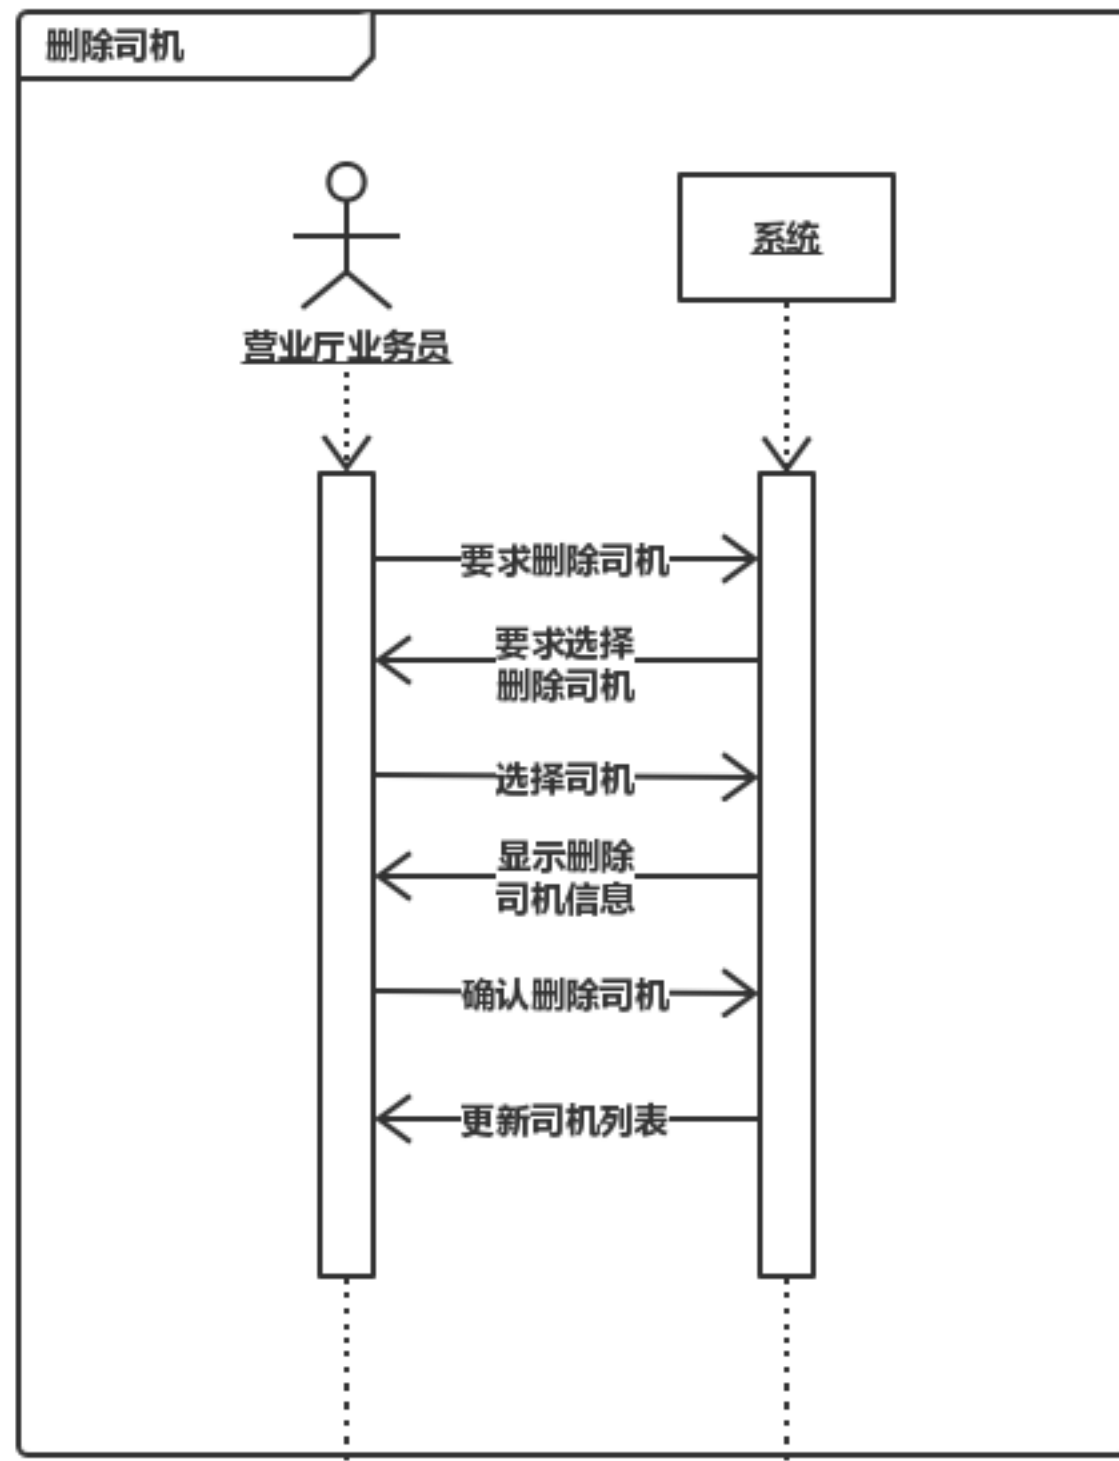 删除司机
系统
营业厅业务员
要求删除司机
要求选择
删除司机
选择司机
显示删除
司机信息
确认删除司机
更新司机列表